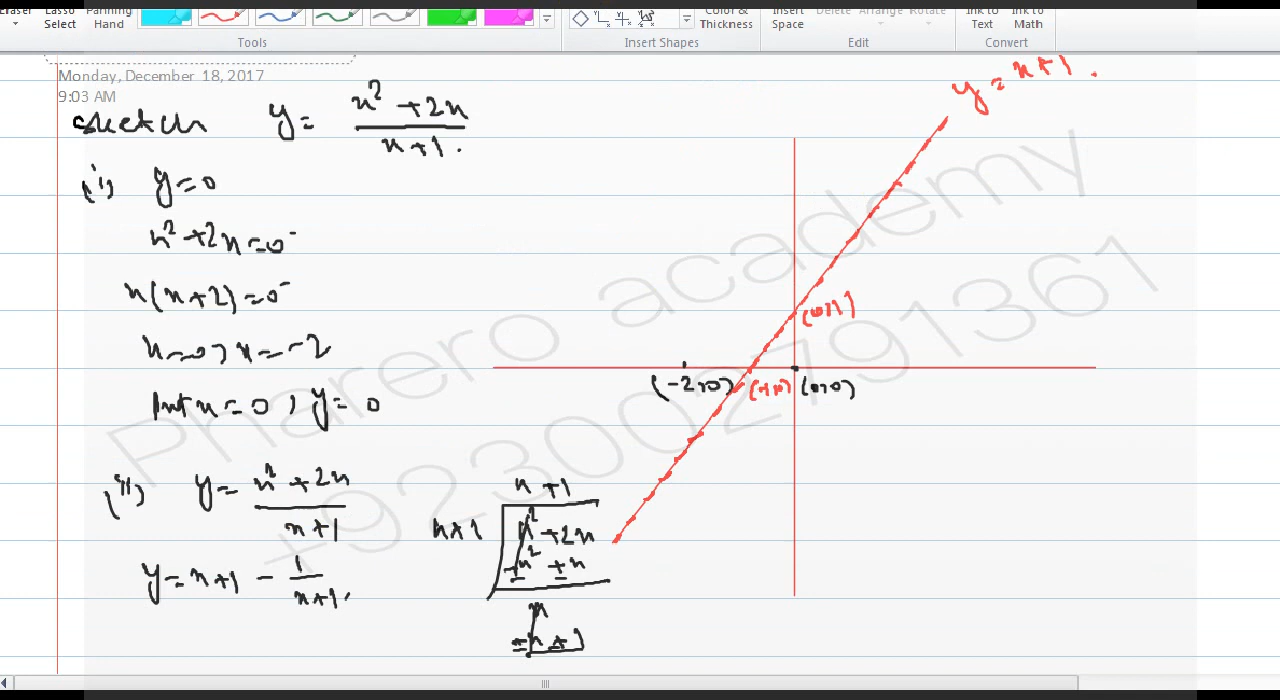 Eraser Lasso Select Panning Hand Color & Thickness Insert Space Delete Arrange Rotate Ink to Text Ink to Math
Tools Insert Shapes Edit Convert
Monday, December 18, 2017
9:03 AM
sketch y = (x² + 2x)/(x + 1).
(i) y = 0
x² + 2x = 0
x(x + 2) = 0
x = 0, x = -2
Put x = 0, y = 0
(ii) y = (x² + 2x)/(x + 1)
y = x + 1 - 1/(x + 1).
x + 1
x + 1 x² + 2x
+x² + x
- -
x
+x + 1
- -
y = x + 1.
(0,1)
(-2,0) (-1,0) (0,0)
Pharero academy
+923002791361